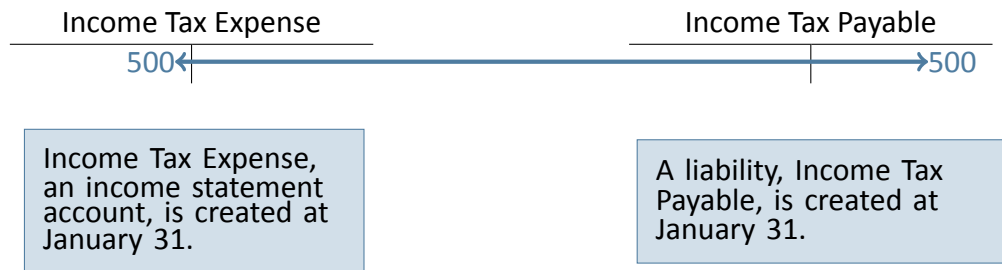 Income Tax Expense
Income Tax Payable
500
500
Income Tax Expense,
an income statement
account, is created at
January 31.
A liability, Income Tax
Payable, is created at
January 31.